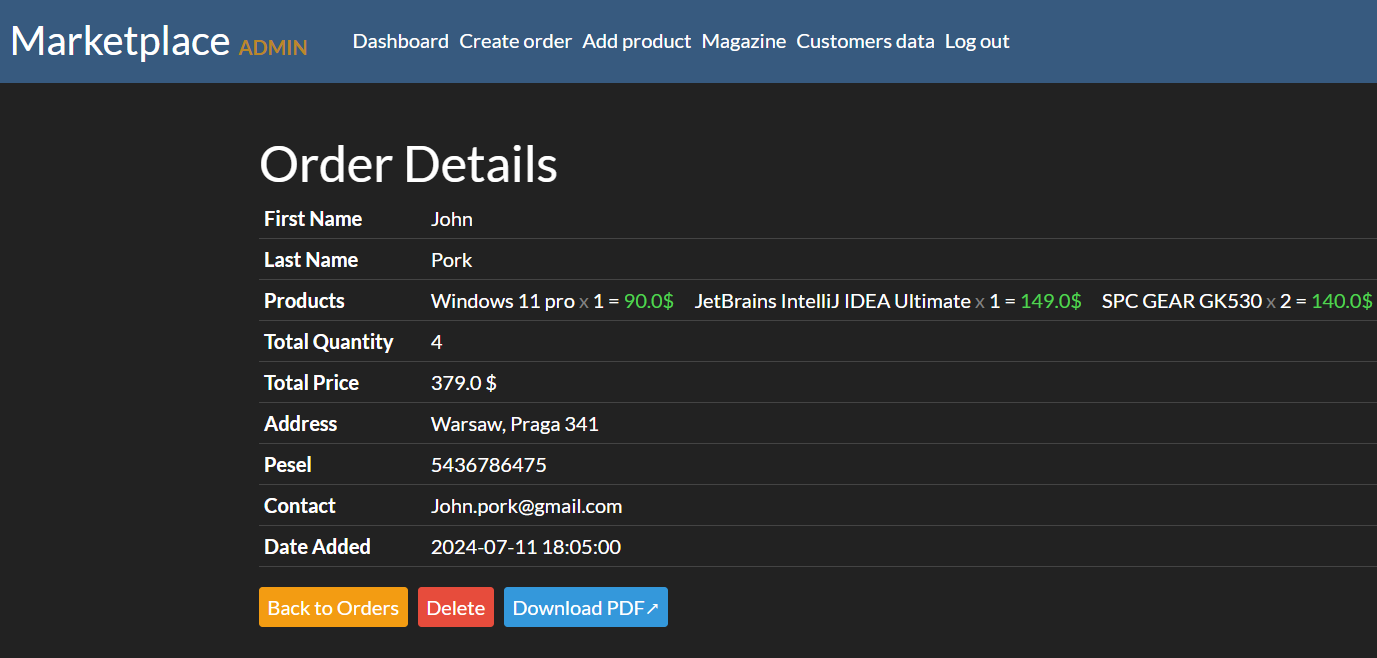 Marketplace ADMIN Dashboard Create order Add product Magazine Customers data Log out
Order Details
First Name John
Last Name Pork
Products Windows 11 pro x 1 = 90.0$ JetBrains IntelliJ IDEA Ultimate x 1 = 149.0$ SPC GEAR GK530 x 2 = 140.0$
Total Quantity 4
Total Price 379.0 $
Address Warsaw, Praga 341
Pesel 5436786475
Contact John.pork@gmail.com
Date Added 2024-07-11 18:05:00
Back to Orders Delete Download PDF↗